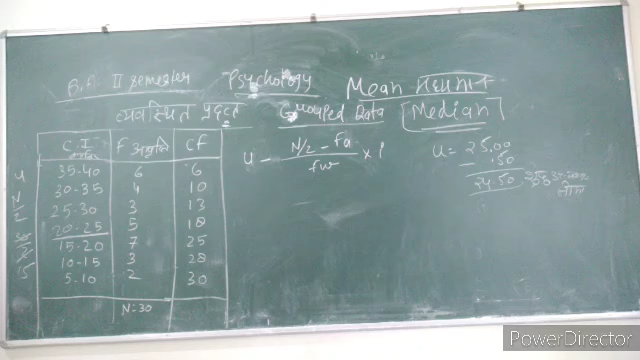 B.A. II Semester Psychology Mean मध्यमान
व्यवस्थित प्रदत्त Grouped Data [Median]
C.I F आवृत्ति Cf
35-40 6 6
30-35 4 10
25-30 3 13
20-25 5 18
15-20 7 25
10-15 3 28
5-10 2 30
N=30
U - N/2 - Fa / fw × i
U = 25.00
- .50
24.50
PowerDirector